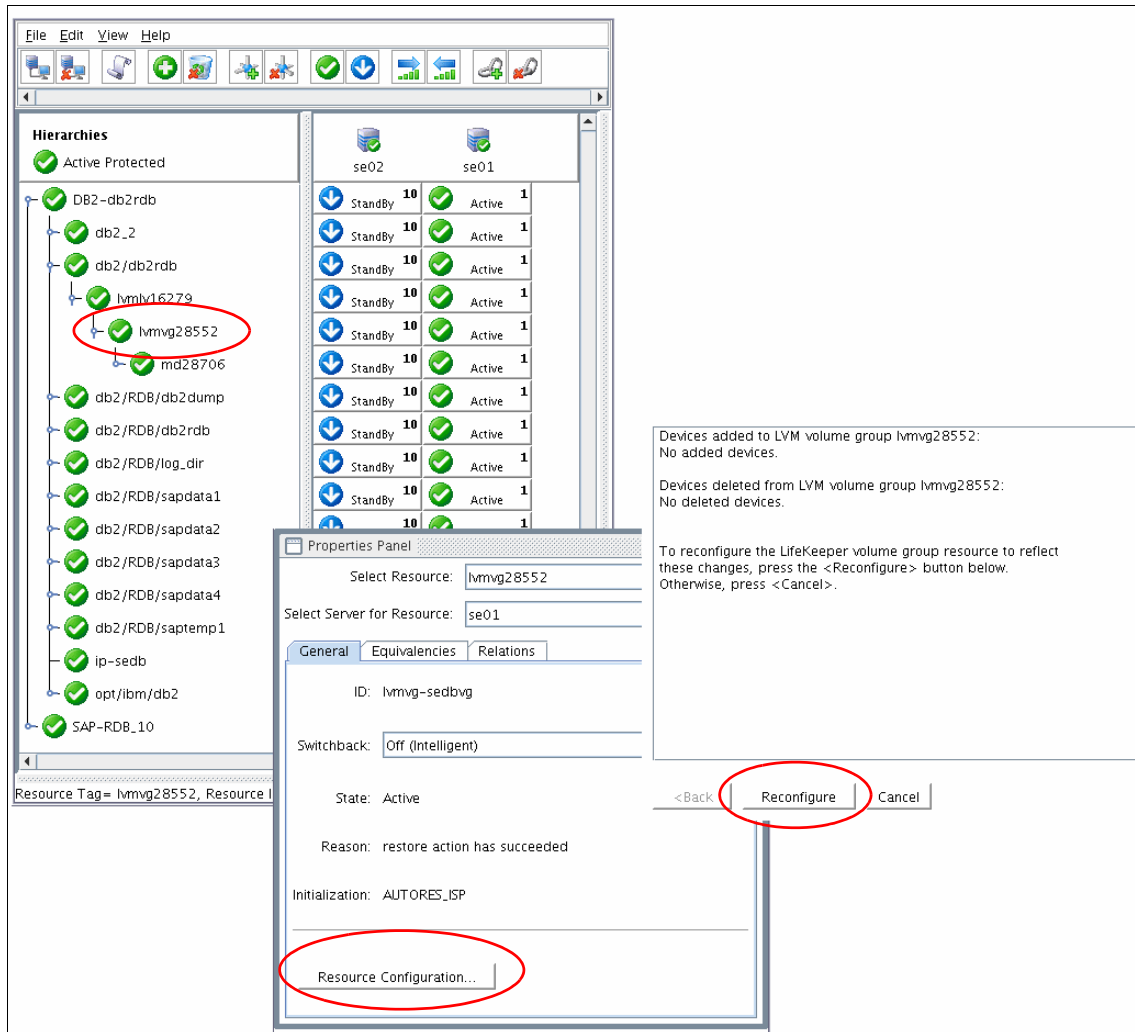 File Edit View Help
Hierarchies
Active Protected
se02 se01
DB2-db2rdb StandBy 10 Active 1
db2_2 StandBy 10 Active 1
db2/db2rdb StandBy 10 Active 1
lvmlv16279 StandBy 10 Active 1
lvmvg28552 StandBy 10 Active 1
md28706 StandBy 10 Active 1
db2/RDB/db2dump StandBy 10 Active 1
db2/RDB/db2rdb StandBy 10 Active 1
db2/RDB/log_dir StandBy 10 Active 1
db2/RDB/sapdata1 StandBy 10 Active 1
db2/RDB/sapdata2 10 1
db2/RDB/sapdata3
db2/RDB/sapdata4
db2/RDB/saptemp1
ip-sedb
opt/ibm/db2
SAP-RDB_10
Resource Tag= lvmvg28552, Resource I
Properties Panel
Select Resource: lvmvg28552
Select Server for Resource: se01
General Equivalencies Relations
ID: lvmvg-sedbvg
Switchback: Off (Intelligent)
State: Active
Reason: restore action has succeeded
Initialization: AUTORES_ISP
Resource Configuration...
Devices added to LVM volume group lvmvg28552:
No added devices.
Devices deleted from LVM volume group lvmvg28552:
No deleted devices.
To reconfigure the LifeKeeper volume group resource to reflect
these changes, press the <Reconfigure> button below.
Otherwise, press <Cancel>.
<Back Reconfigure Cancel